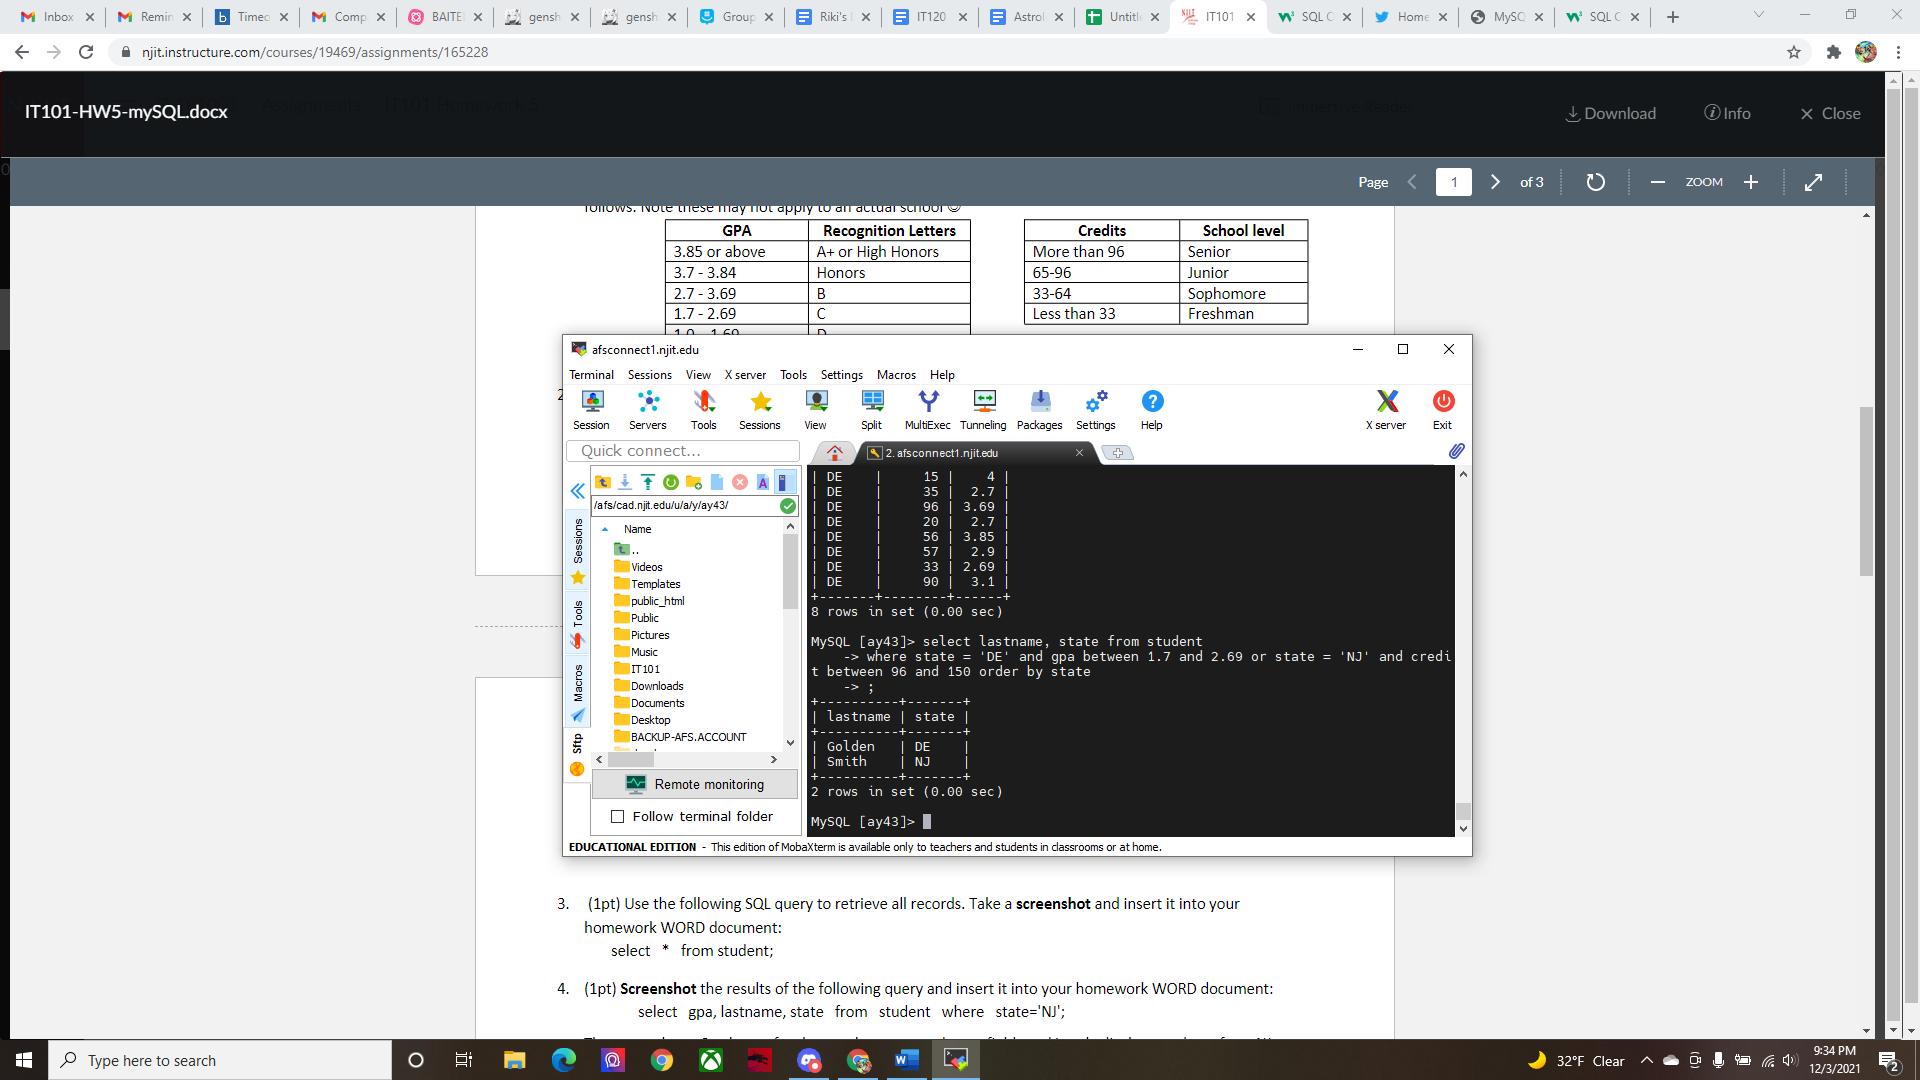 Inbox
Remin
Timec
Comp
BAITE
gensh
gensh
Group
Riki's
IT120
Astrol
Untitl
IT101
SQL C
Home
MySQ
SQL C
njit.instructure.com/courses/19469/assignments/165228
IT101-HW5-mySQL.docx
Download
Info
Close
Page
1
of 3
ZOOM
follows. Note these may not apply to an actual school ☺
GPA Recognition Letters
3.85 or above A+ or High Honors
3.7 - 3.84 Honors
2.7 - 3.69 B
1.7 - 2.69 C
1.0 - 1.69 D
Credits School level
More than 96 Senior
65-96 Junior
33-64 Sophomore
Less than 33 Freshman
afsconnect1.njit.edu
Terminal Sessions View X server Tools Settings Macros Help
Session Servers Tools Sessions View Split MultiExec Tunneling Packages Settings Help X server Exit
Quick connect...
2. afsconnect1.njit.edu
/afs/cad.njit.edu/u/a/y/ay43/
Name
..
Videos
Templates
public_html
Public
Pictures
Music
IT101
Downloads
Documents
Desktop
BACKUP-AFS.ACCOUNT
Sessions
Tools
Macros
Sftp
Remote monitoring
Follow terminal folder
| DE | 15 | 4 |
| DE | 35 | 2.7 |
| DE | 96 | 3.69 |
| DE | 20 | 2.7 |
| DE | 56 | 3.85 |
| DE | 57 | 2.9 |
| DE | 33 | 2.69 |
| DE | 90 | 3.1 |
+-------+--------+------+
8 rows in set (0.00 sec)
MySQL [ay43]> select lastname, state from student
-> where state = 'DE' and gpa between 1.7 and 2.69 or state = 'NJ' and credi
t between 96 and 150 order by state
-> ;
+----------+-------+
| lastname | state |
+----------+-------+
| Golden | DE |
| Smith | NJ |
+----------+-------+
2 rows in set (0.00 sec)
MySQL [ay43]>
EDUCATIONAL EDITION - This edition of MobaXterm is available only to teachers and students in classrooms or at home.
3. (1pt) Use the following SQL query to retrieve all records. Take a screenshot and insert it into your
homework WORD document:
select * from student;
4. (1pt) Screenshot the results of the following query and insert it into your homework WORD document:
select gpa, lastname, state from student where state='NJ';
Type here to search
32°F Clear
9:34 PM
12/3/2021
2